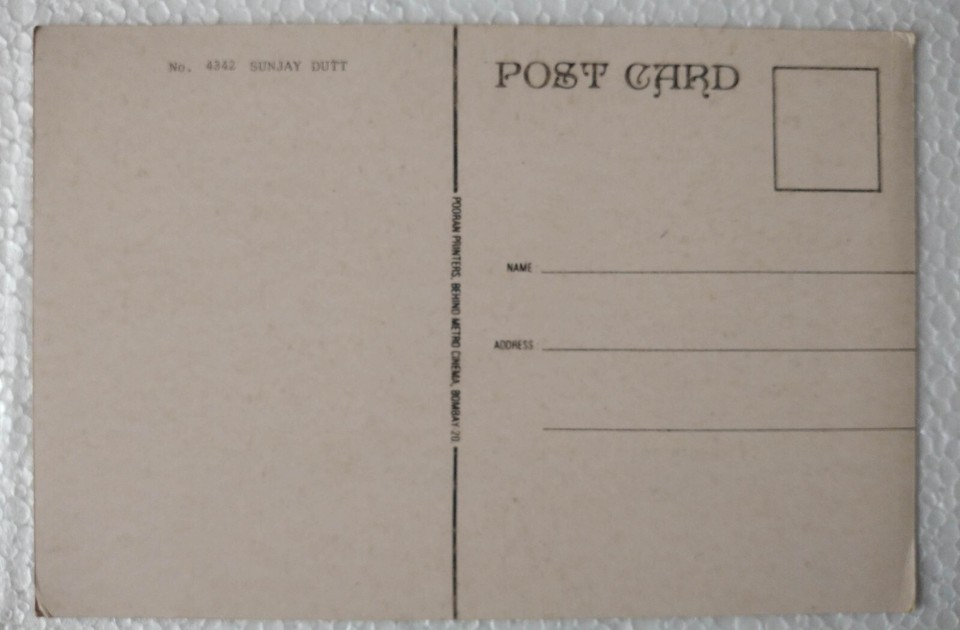 No. 4342 SUNJAY DUTT
POORAN PRINTERS, BEHIND METRO CINEMA, BOMBAY 20.
POST CARD
NAME
ADDRESS